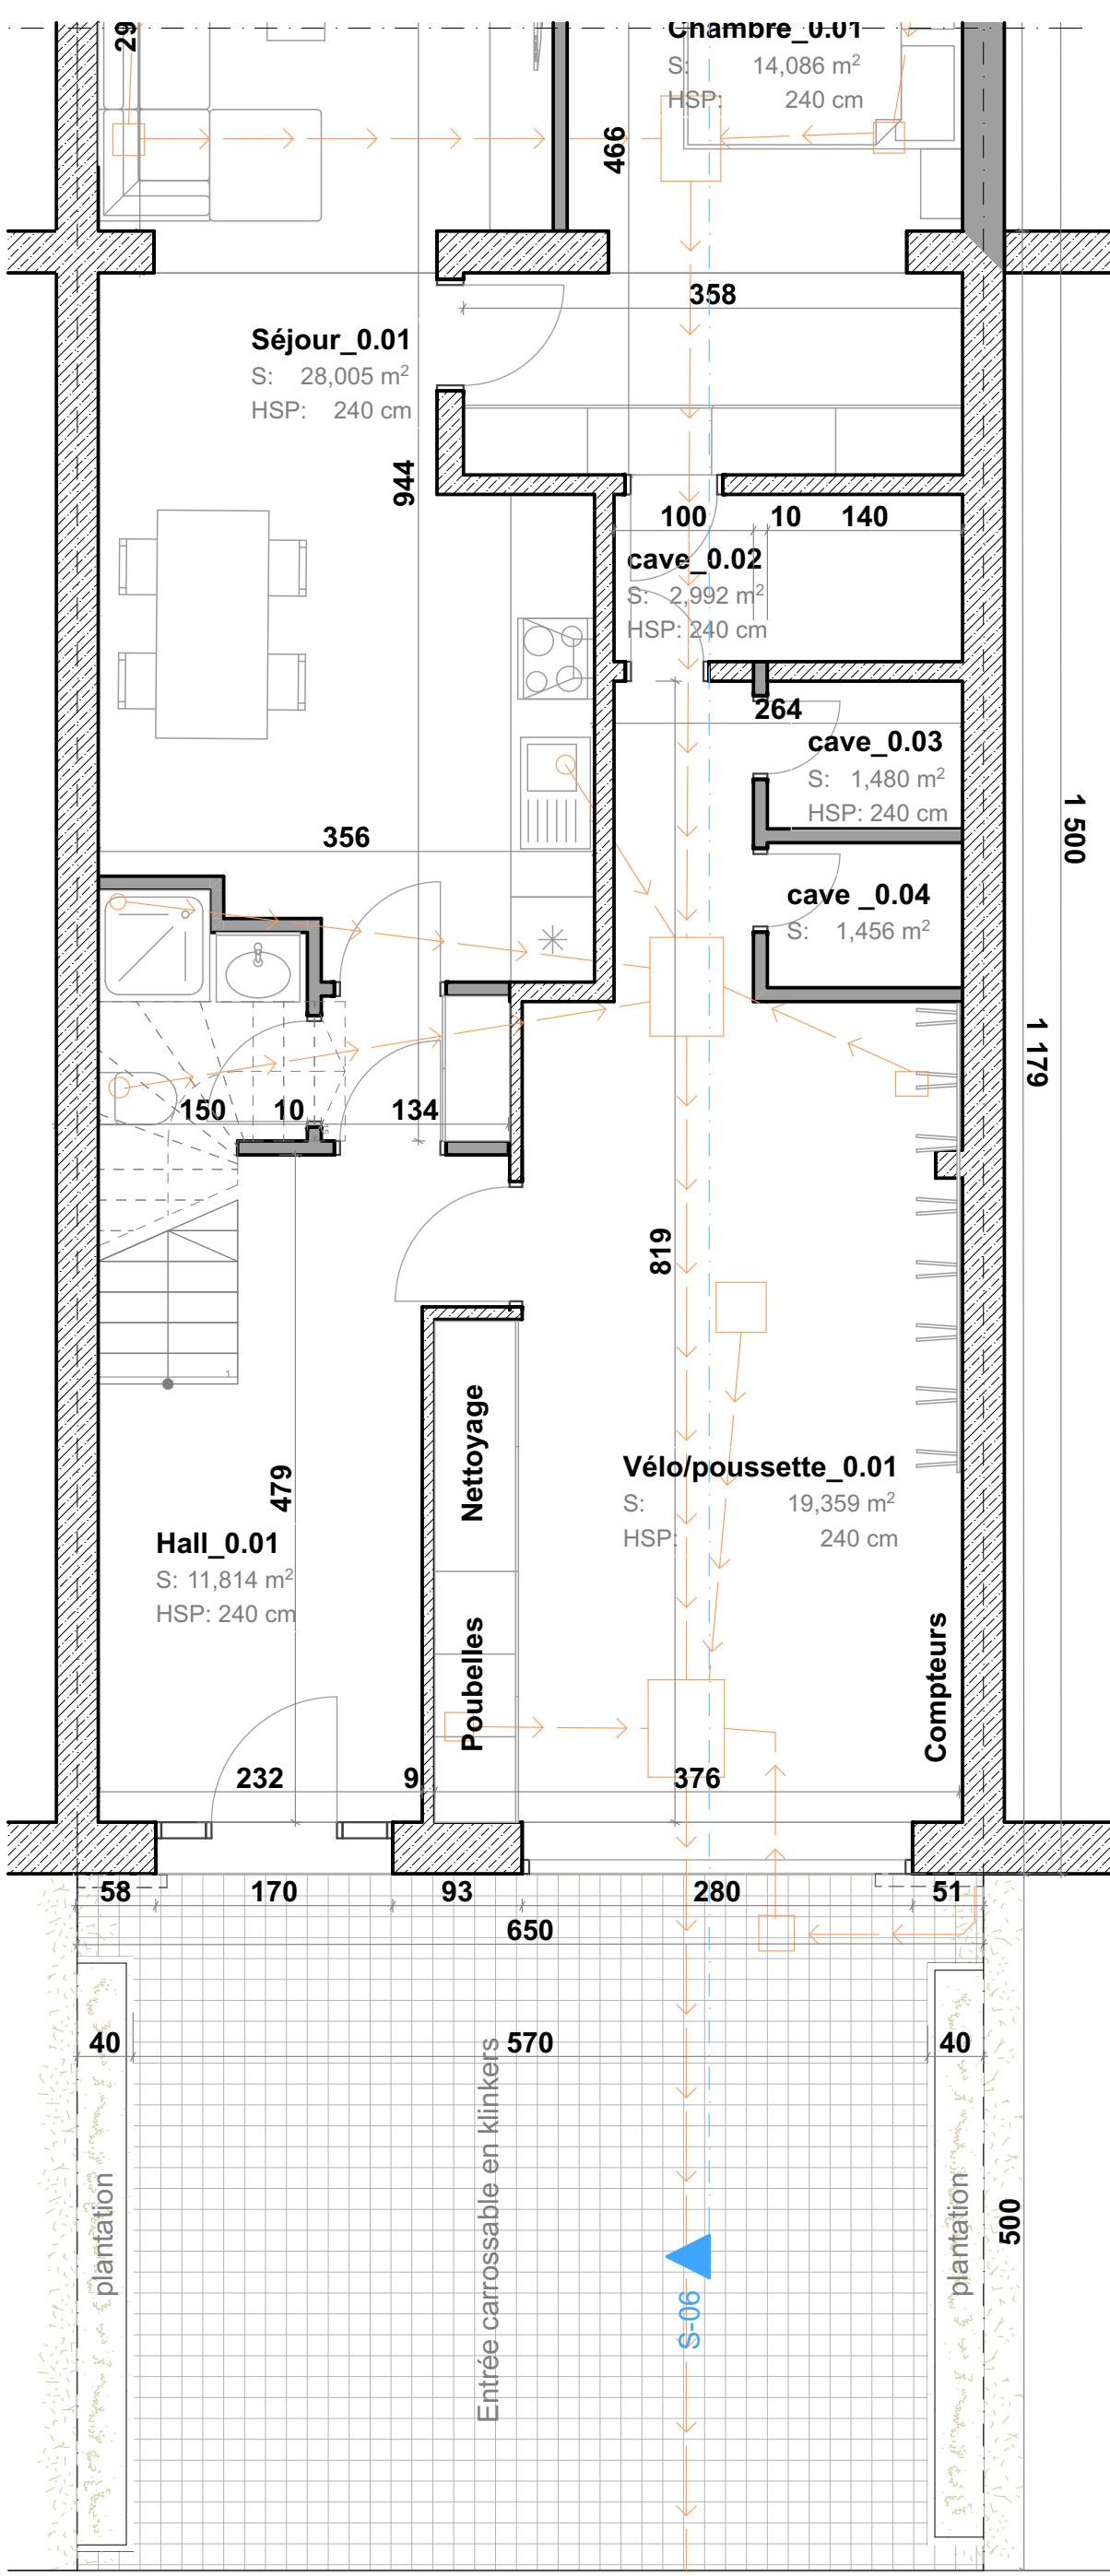 29
Chambre_0.01
S: 14,086 m²
HSP: 240 cm
466
358
Séjour_0.01
S: 28,005 m²
HSP: 240 cm
944
100 10 140
cave_0.02
S: 2,992 m²
HSP: 240 cm
264
cave_0.03
S: 1,480 m²
HSP: 240 cm
1 500
356
cave _0.04
S: 1,456 m²
1 179
150 10 134
819
1
Nettoyage
479
Vélo/poussette_0.01
S: 19,359 m²
HSP: 240 cm
Hall_0.01
S: 11,814 m²
HSP: 240 cm
Poubelles
Compteurs
232 9 376
58 170 93 280 51
650
40 570 40
Entrée carrossable en klinkers
plantation
plantation
500
S-06